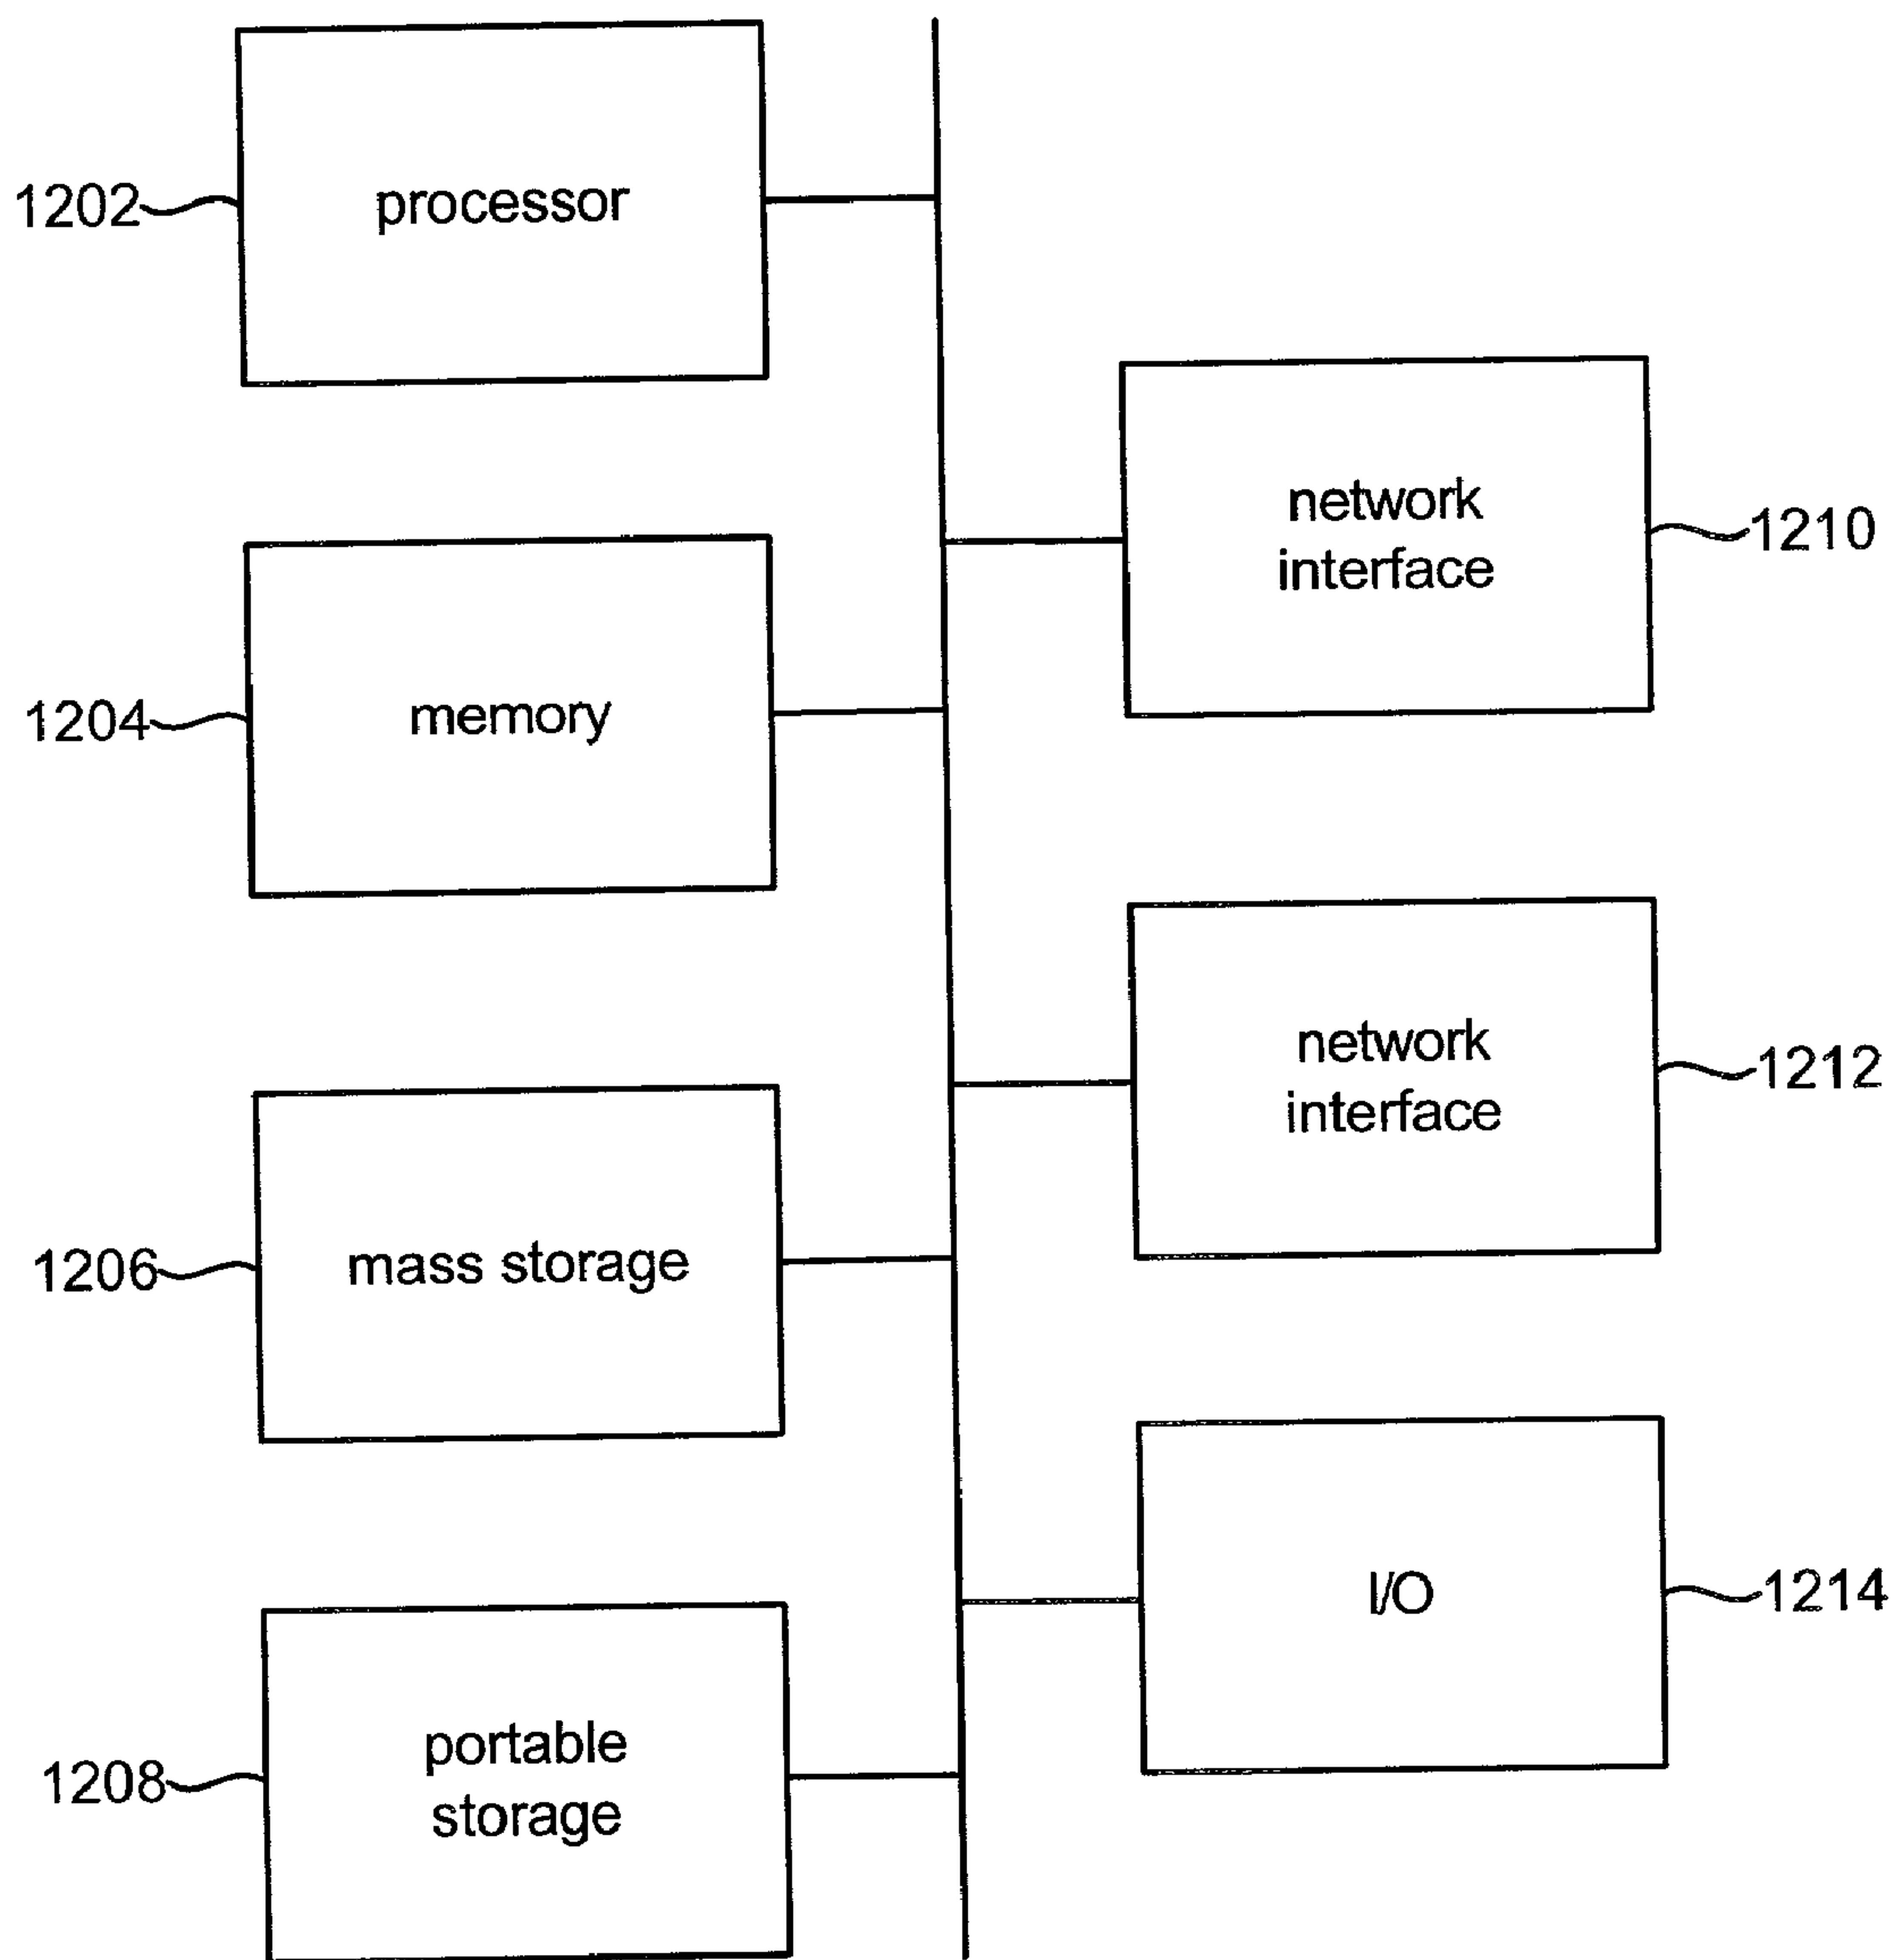 1202
processor
1204
memory
1206
mass storage
1208
portable
storage
network
interface
1210
network
interface
1212
I/O
1214